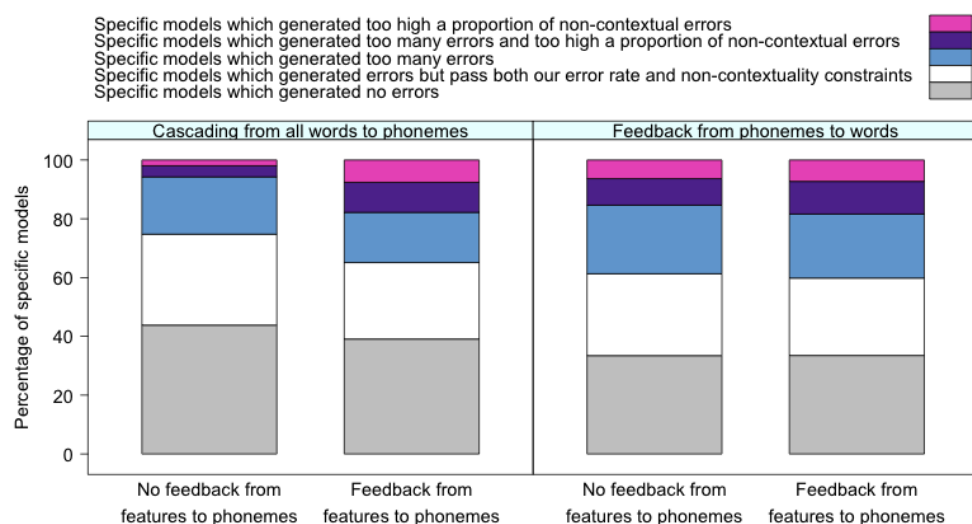 Specific models which generated too high a proportion of non-contextual errors
Specific models which generated too many errors and too high a proportion of non-contextual errors
Specific models which generated too many errors
Specific models which generated errors but pass both our error rate and non-contextuality constraints
Specific models which generated no errors
Cascading from all words to phonemes
Feedback from phonemes to words
Percentage of specific models
100
80
60
40
20
0
No feedback from
features to phonemes
Feedback from
features to phonemes
No feedback from
features to phonemes
Feedback from
features to phonemes